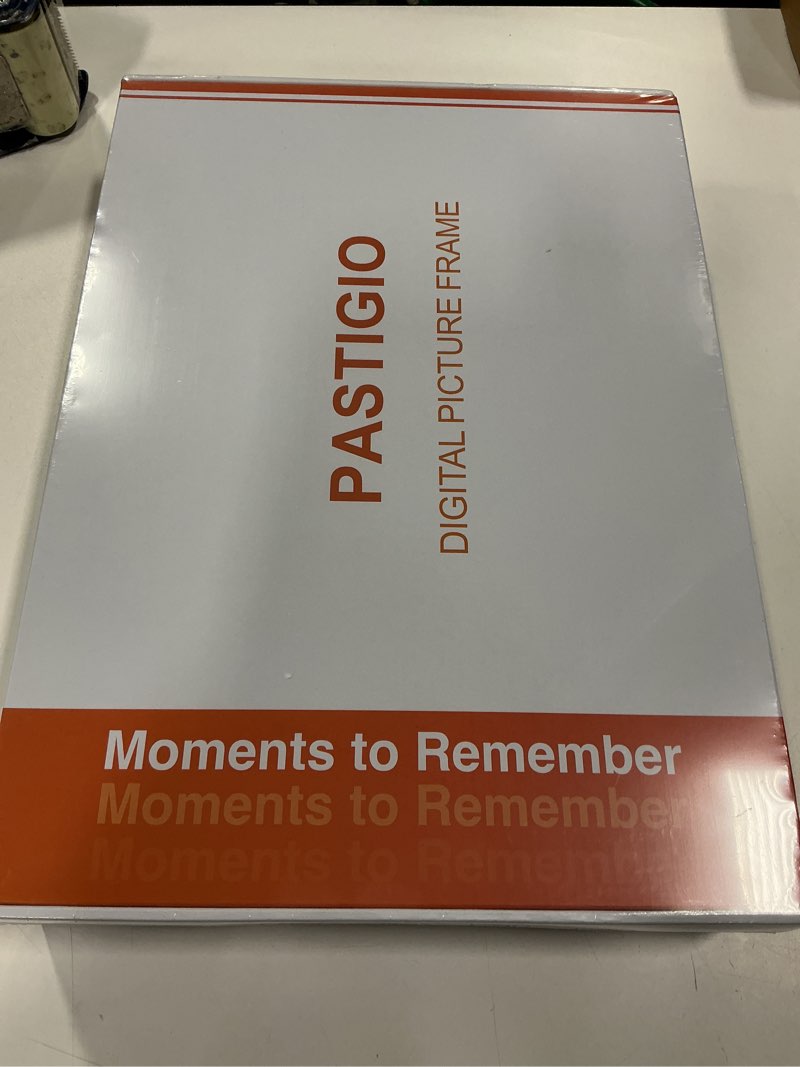 PASTIGIO
DIGITAL PICTURE FRAME
Moments to Remember
Moments to Remember
Moments to Remember